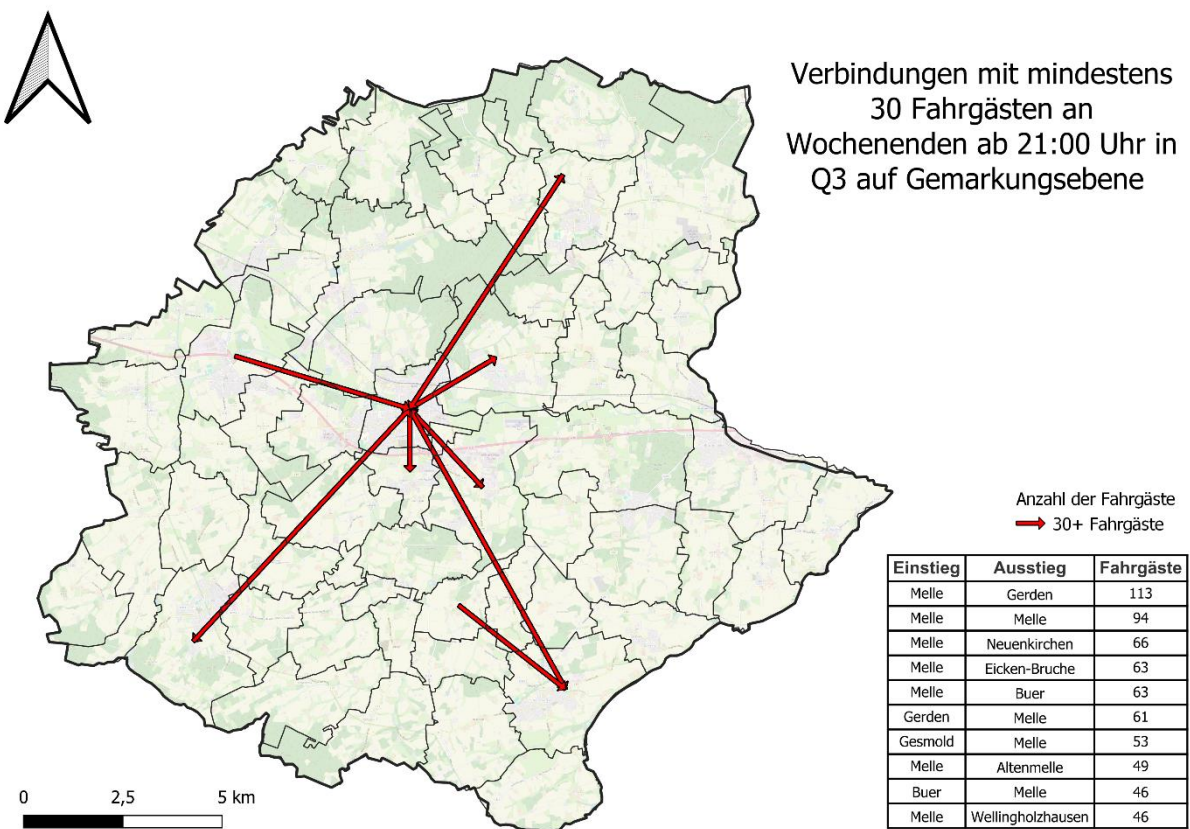 Verbindungen mit mindestens
30 Fahrgästen an
Wochenenden ab 21:00 Uhr in
Q3 auf Gemarkungsebene
Anzahl der Fahrgäste
30+ Fahrgäste
Einstieg Ausstieg Fahrgäste
Melle Gerden 113
Melle Melle 94
Melle Neuenkirchen 66
Melle Eicken-Bruche 63
Melle Buer 63
Gerden Melle 61
Gesmold Melle 53
Melle Altenmelle 49
Buer Melle 46
Melle Wellingholzhausen 46
0 2,5 5 km